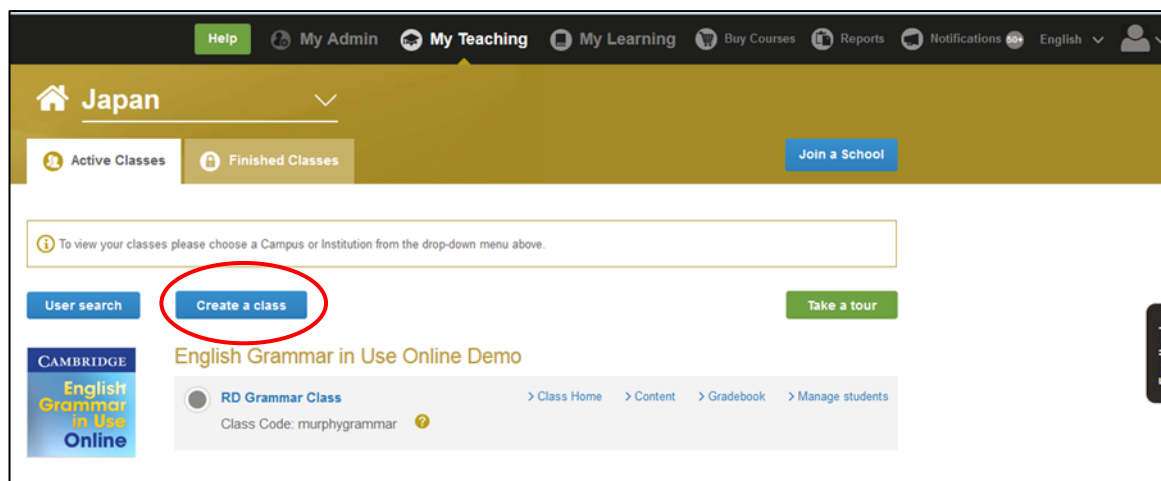 Help My Admin My Teaching My Learning Buy Courses Reports Notifications 50+ English
Japan
Active Classes Finished Classes Join a School
To view your classes please choose a Campus or Institution from the drop-down menu above.
User search Create a class Take a tour
CAMBRIDGE
English
Grammar
in Use
Online
English Grammar in Use Online Demo
RD Grammar Class > Class Home > Content > Gradebook > Manage students
Class Code: murphygrammar ?